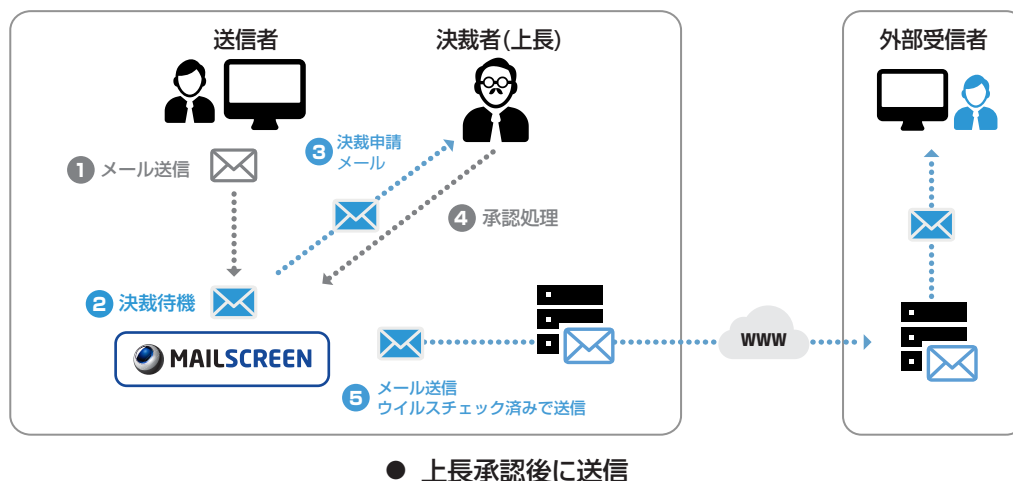 送信者
決裁者(上長)
外部受信者
1 メール送信
3 決裁申請
メール
4 承認処理
2 決裁待機
MAILSCREEN
WWW
5 メール送信
ウイルスチェック済みで送信
● 上長承認後に送信